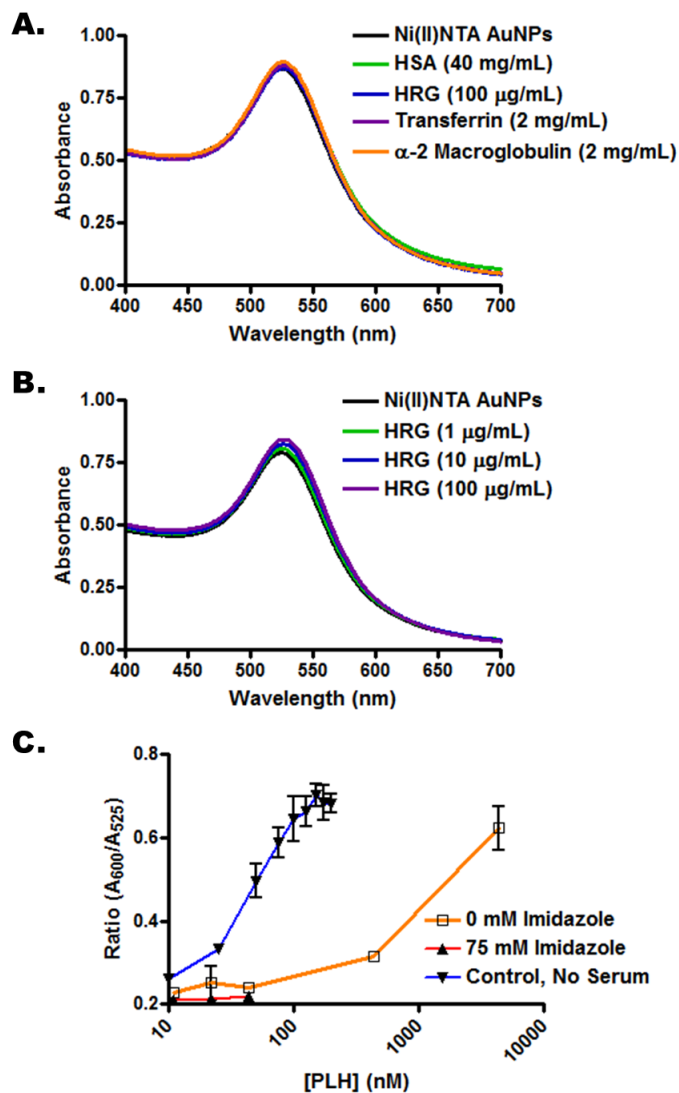 A.
1.00
0.75
0.50
0.25
0.00
Absorbance
400 450 500 550 600 650 700
Wavelength (nm)
Ni(II)NTA AuNPs
HSA (40 mg/mL)
HRG (100 μg/mL)
Transferrin (2 mg/mL)
α-2 Macroglobulin (2 mg/mL)
B.
1.00
0.75
0.50
0.25
0.00
Absorbance
400 450 500 550 600 650 700
Wavelength (nm)
Ni(II)NTA AuNPs
HRG (1 μg/mL)
HRG (10 μg/mL)
HRG (100 μg/mL)
C.
0.8
0.6
0.4
0.2
Ratio (A600/A525)
10 100 1000 10000
[PLH] (nM)
0 mM Imidazole
75 mM Imidazole
Control, No Serum